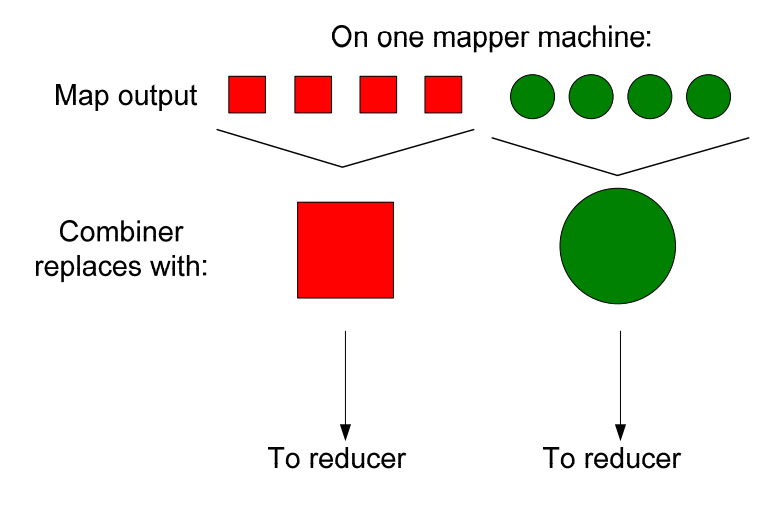 On one mapper machine:
Map output
Combiner
replaces with:
To reducer
To reducer